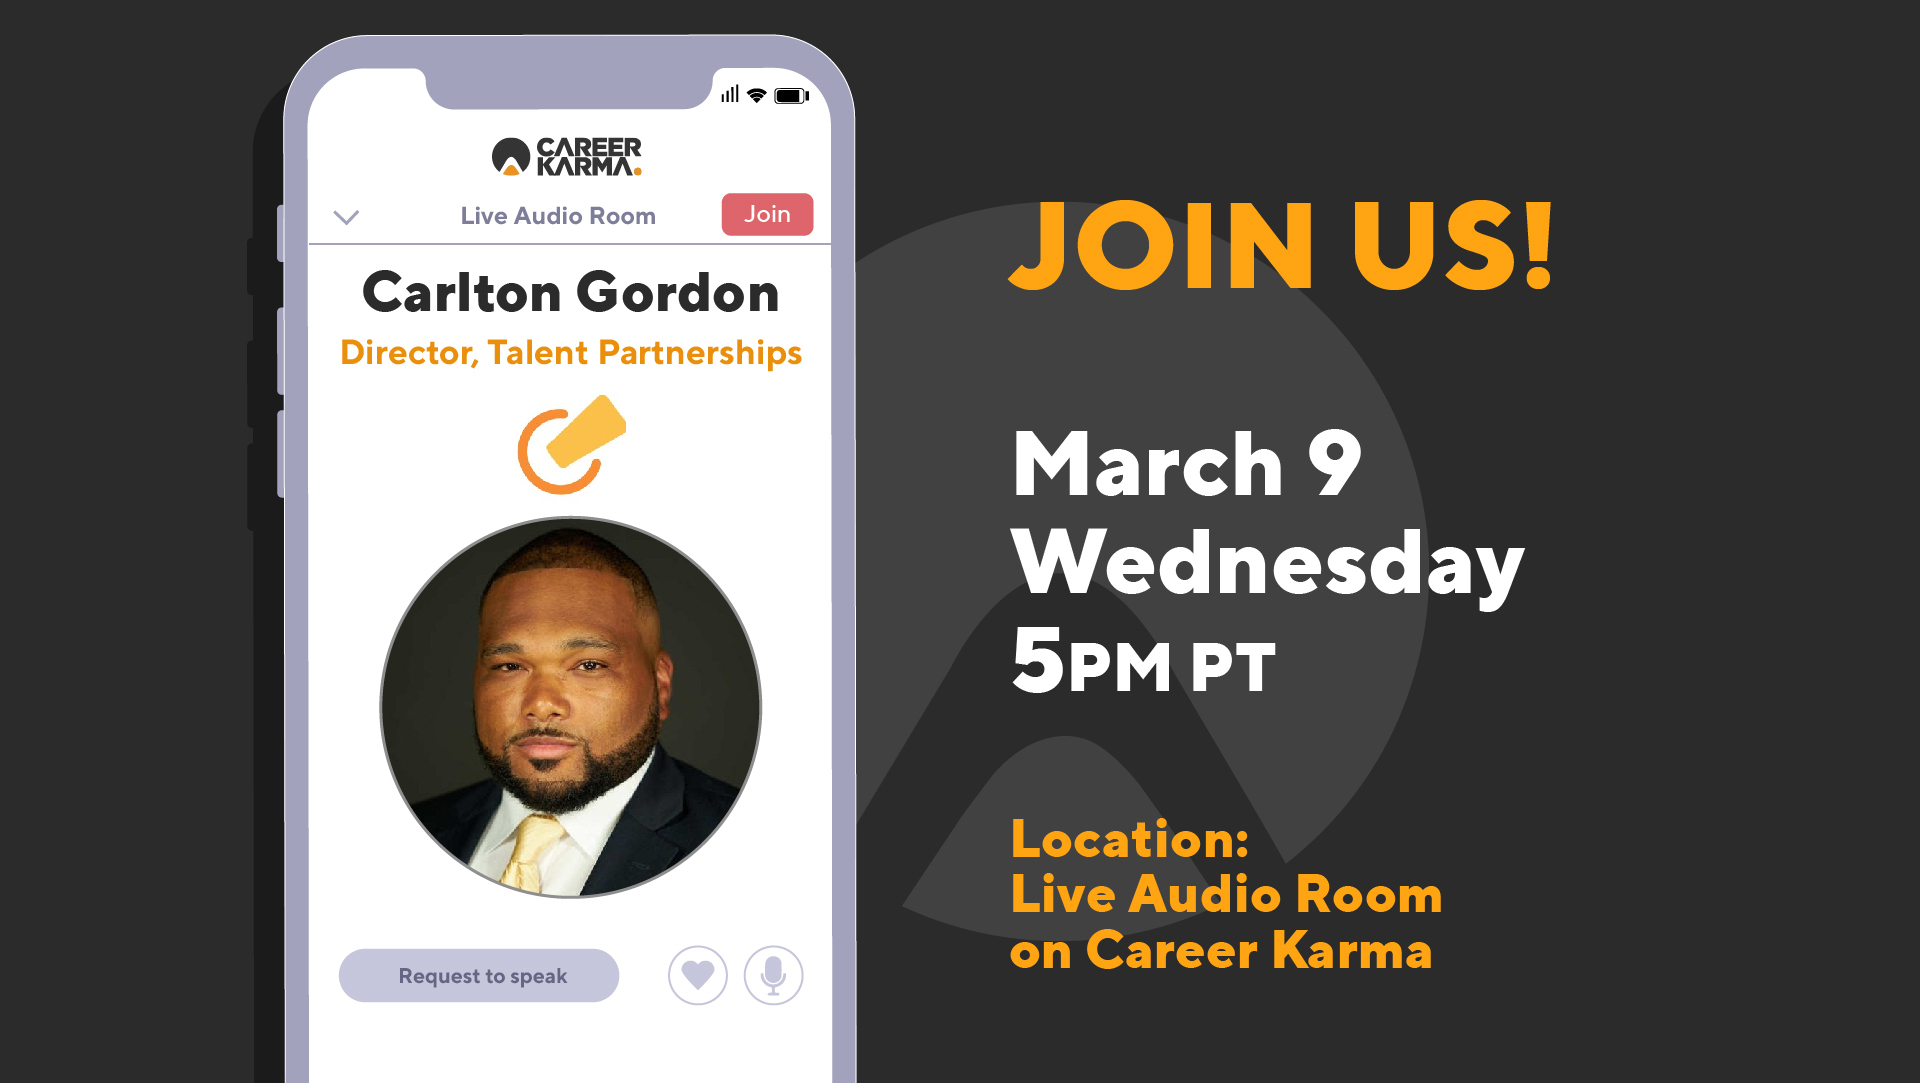 CAREER
KARMA.
Live Audio Room
Join
Carlton Gordon
Director, Talent Partnerships
Request to speak
JOIN US!
March 9
Wednesday
5PM PT
Location:
Live Audio Room
on Career Karma